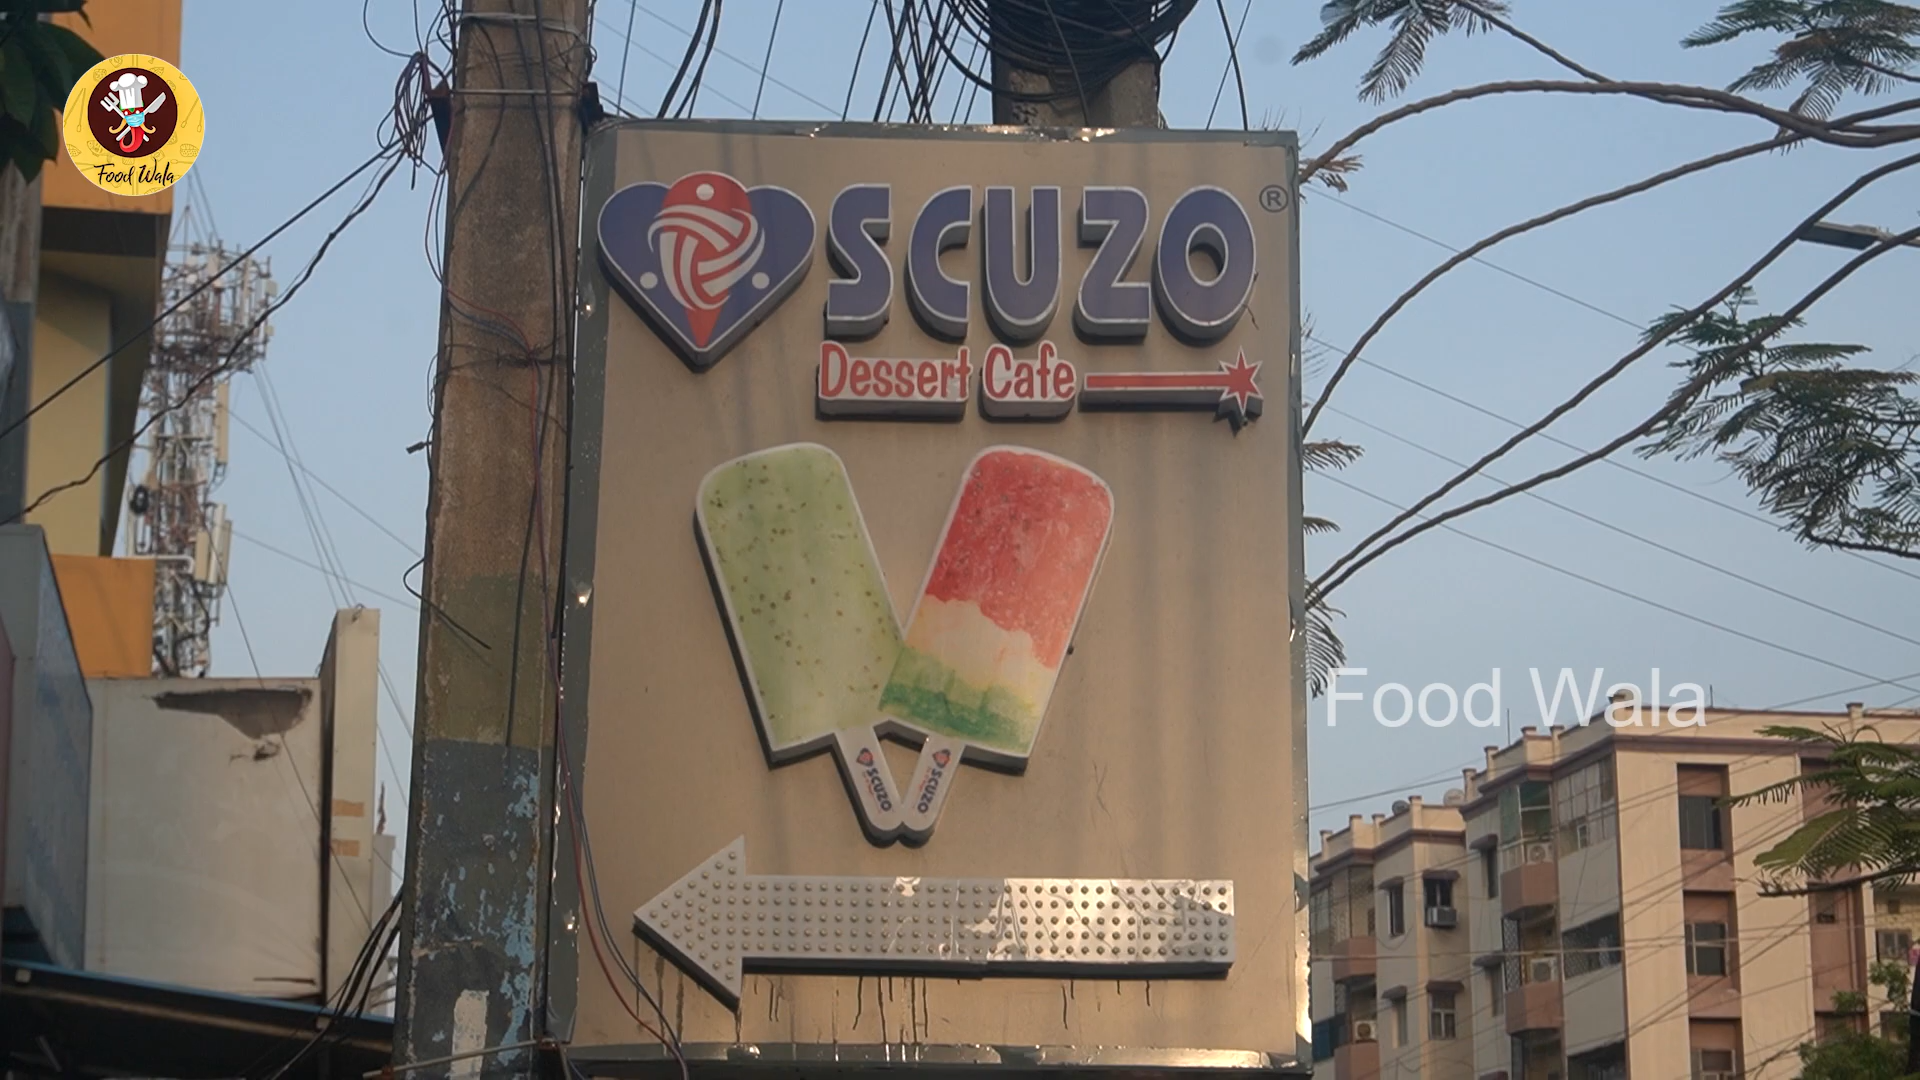 Food Wala
SCUZO®
Dessert Cafe
Food Wala
SCUZO
SCUZO